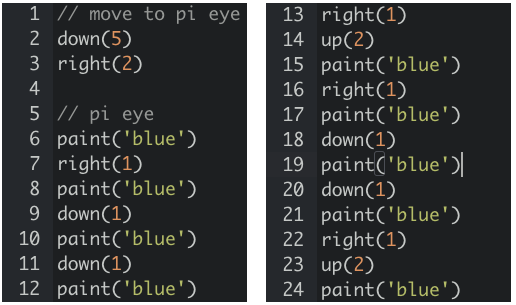 1 // move to pi eye
2 down(5)
3 right(2)
4
5 // pi eye
6 paint('blue')
7 right(1)
8 paint('blue')
9 down(1)
10 paint('blue')
11 down(1)
12 paint('blue')
13 right(1)
14 up(2)
15 paint('blue')
16 right(1)
17 paint('blue')
18 down(1)
19 paint('blue')
20 down(1)
21 paint('blue')
22 right(1)
23 up(2)
24 paint('blue')